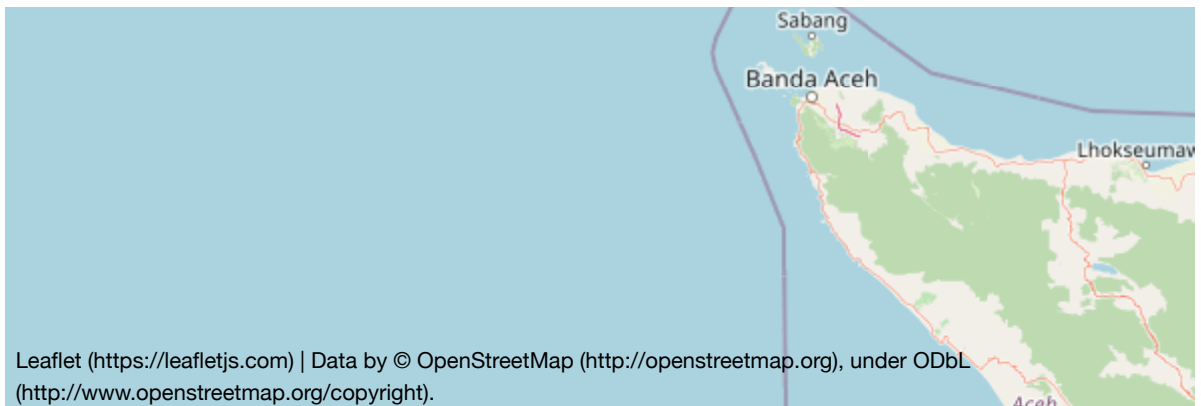 Sabang
Banda Aceh
Lhokseumaw
Leaflet (https://leafletjs.com) | Data by © OpenStreetMap (http://openstreetmap.org), under ODbL
(http://www.openstreetmap.org/copyright).
Aceh